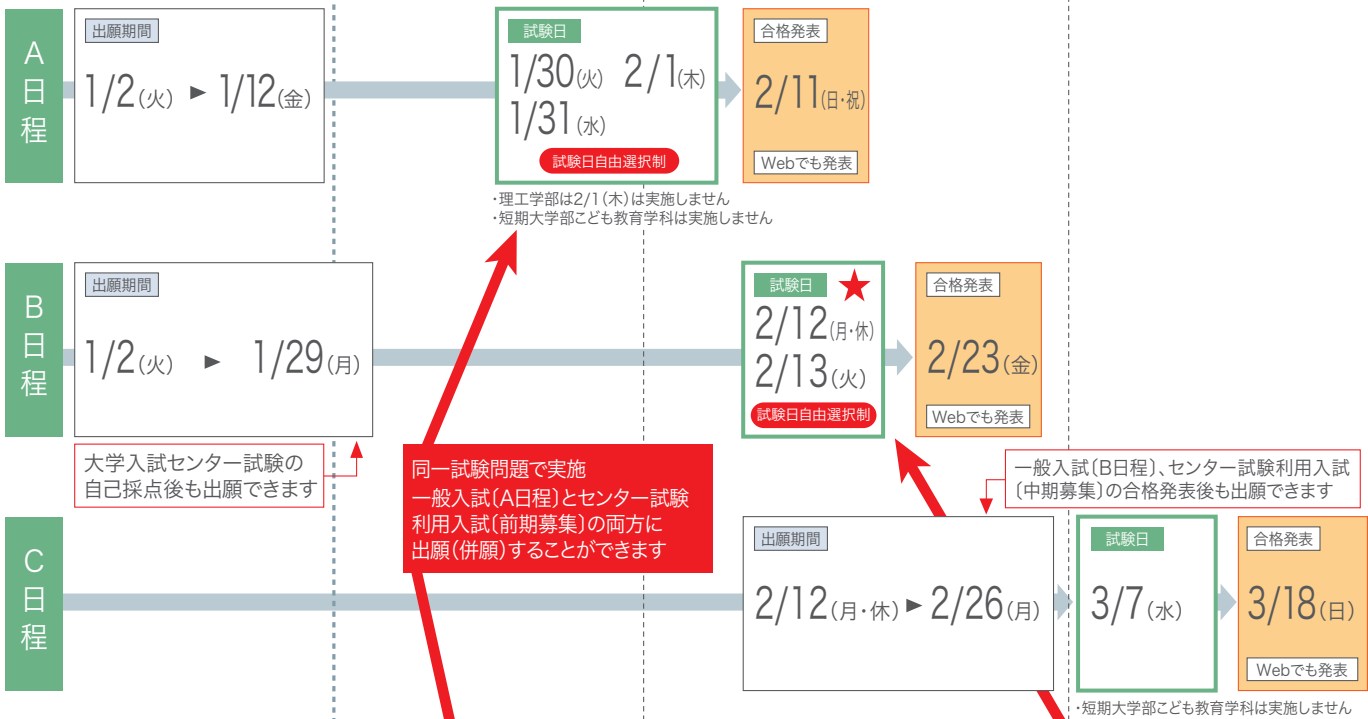 A日程
出願期間
1/2(火) ► 1/12(金)
試験日
1/30(火) 2/1(木)
1/31(水)
試験日自由選択制
・理工学部は2/1(木)は実施しません
・短期大学部こども教育学科は実施しません
合格発表
2/11(日・祝)
Webでも発表
B日程
出願期間
1/2(火) ► 1/29(月)
大学入試センター試験の
自己採点後も出願できます
試験日 ★
2/12(月・休)
2/13(火)
試験日自由選択制
合格発表
2/23(金)
Webでも発表
同一試験問題で実施
一般入試〔A日程〕とセンター試験
利用入試〔前期募集〕の両方に
出願(併願)することができます
一般入試〔B日程〕、センター試験利用入試
〔中期募集〕の合格発表後も出願できます
C日程
出願期間
2/12(月・休) ► 2/26(月)
試験日
3/7(水)
合格発表
3/18(日)
Webでも発表
・短期大学部こども教育学科は実施しません